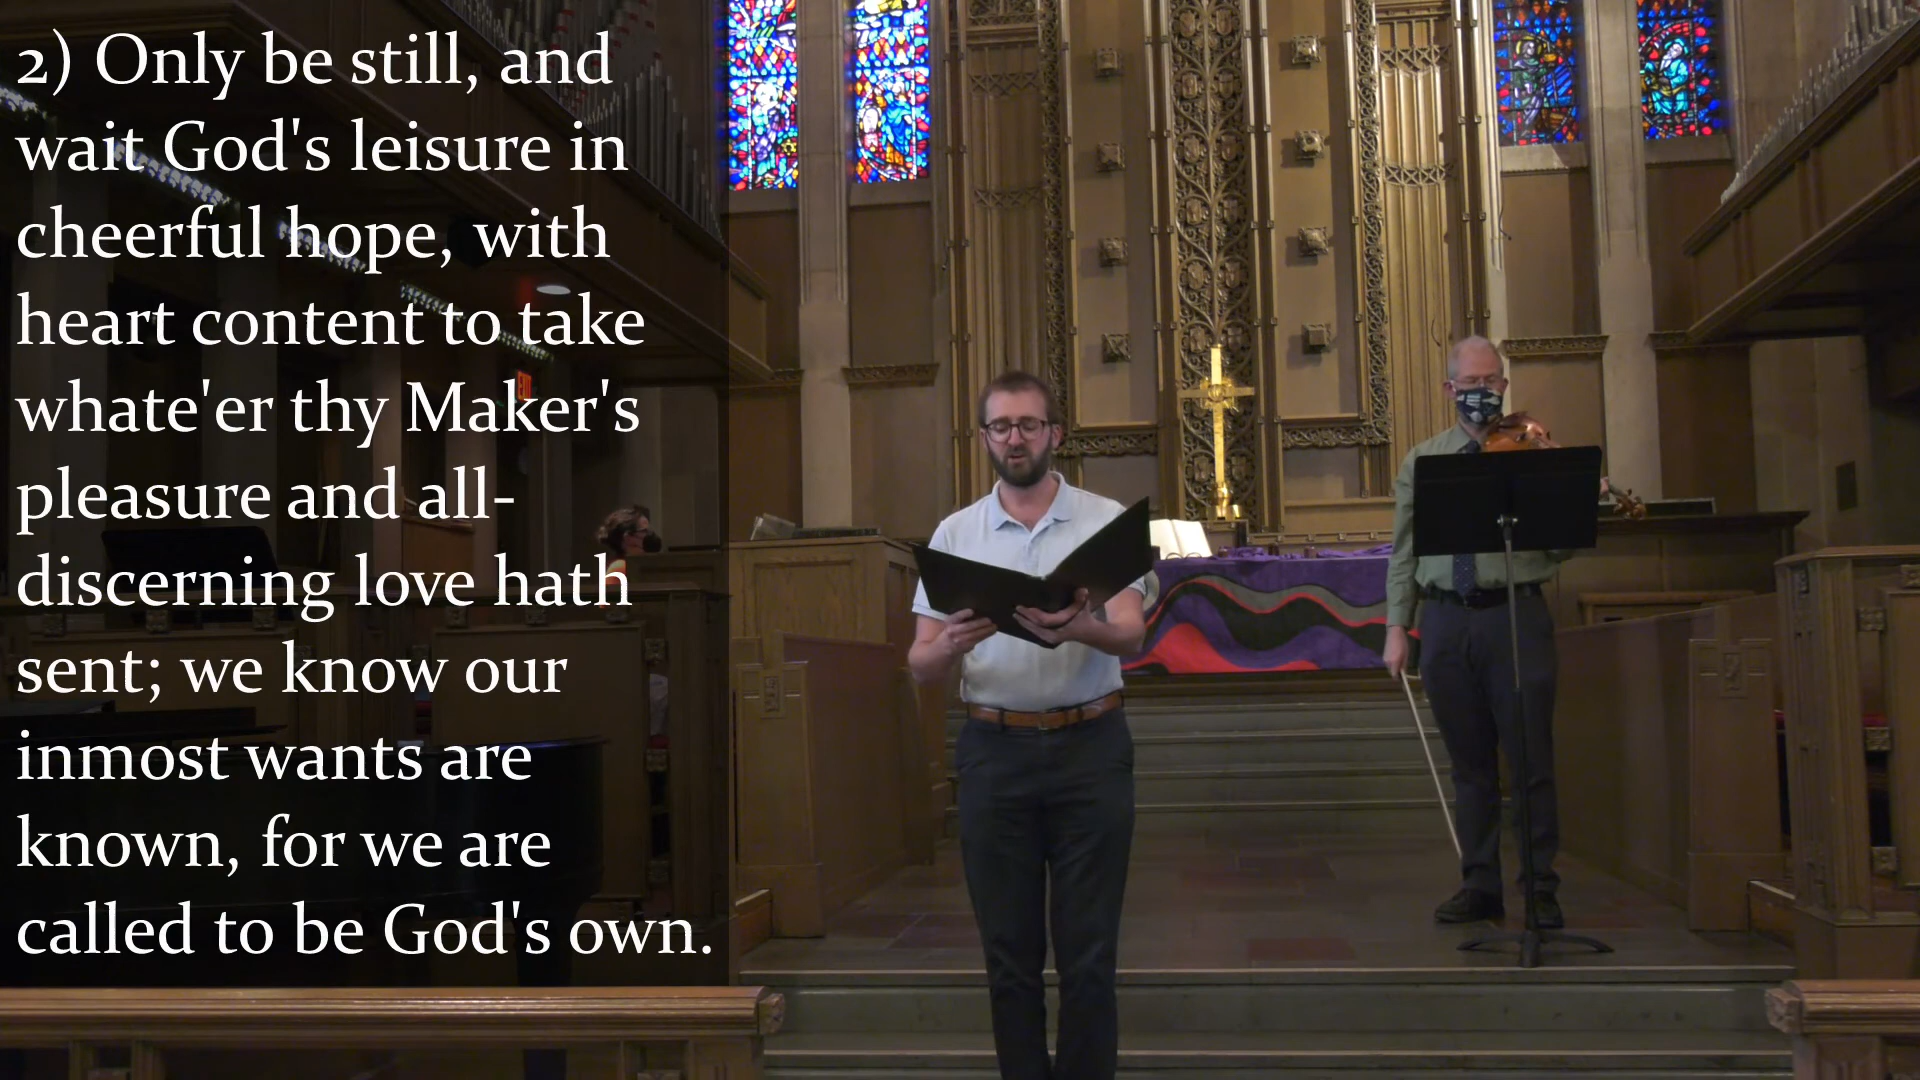 2) Only be still, and
wait God's leisure in
cheerful hope, with
heart content to take
whate'er thy Maker's
pleasure and all-
discerning love hath
sent; we know our
inmost wants are
known, for we are
called to be God's own.
EXIT